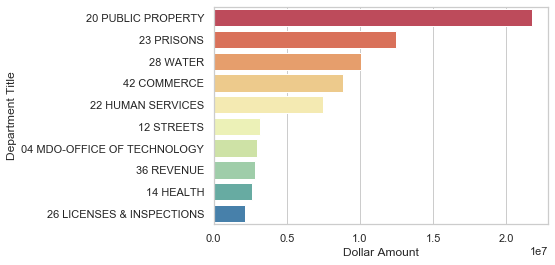 20 PUBLIC PROPERTY
23 PRISONS
28 WATER
42 COMMERCE
22 HUMAN SERVICES
12 STREETS
04 MDO-OFFICE OF TECHNOLOGY
36 REVENUE
14 HEALTH
26 LICENSES & INSPECTIONS
Department Title
0.0 0.5 1.0 1.5 2.0
1e7
Dollar Amount